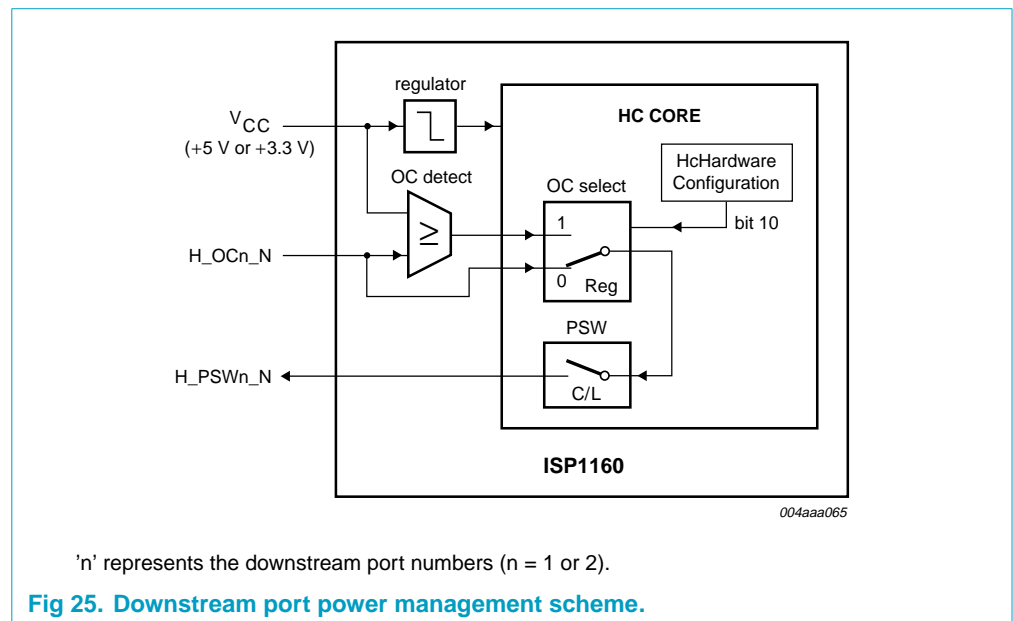 regulator
HC CORE
VCC
(+5 V or +3.3 V)
HcHardware
Configuration
OC detect
OC select
1
bit 10
≥
H_OCn_N
0
Reg
PSW
H_PSWn_N
C/L
ISP1160
004aaa065
'n' represents the downstream port numbers (n = 1 or 2).
Fig 25. Downstream port power management scheme.